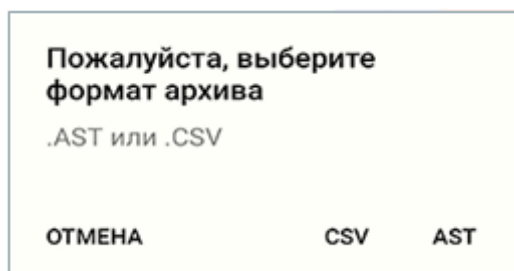 Пожалуйста, выберите
формат архива
.AST или .CSV
ОТМЕНА CSV AST